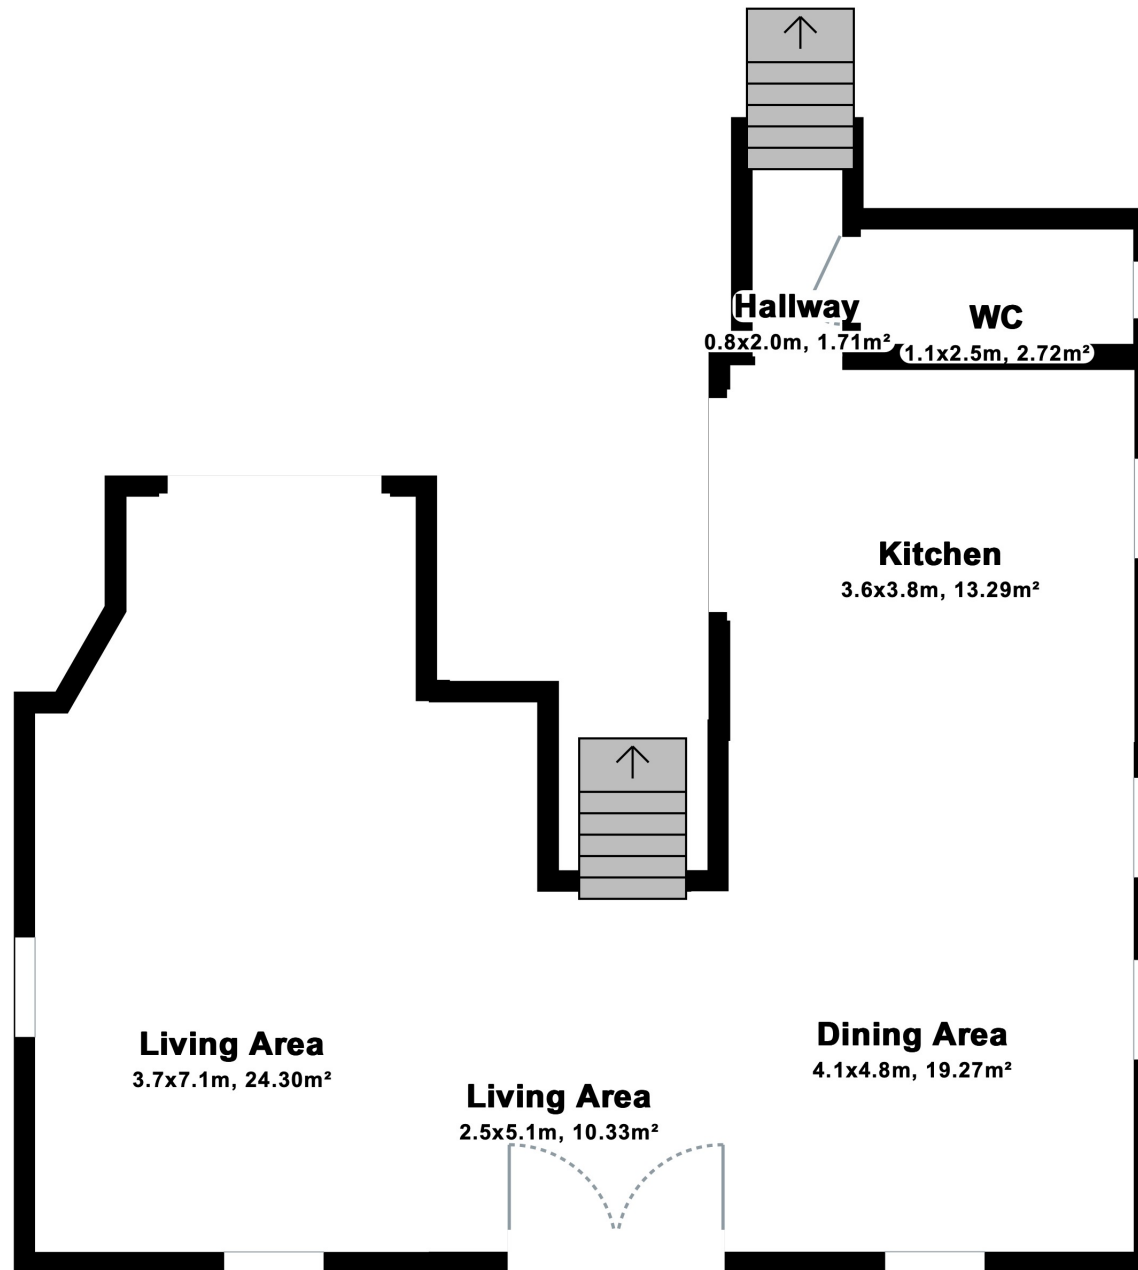 Hallway
0.8x2.0m, 1.71m²
WC
1.1x2.5m, 2.72m²
Kitchen
3.6x3.8m, 13.29m²
Living Area
3.7x7.1m, 24.30m²
Living Area
2.5x5.1m, 10.33m²
Dining Area
4.1x4.8m, 19.27m²